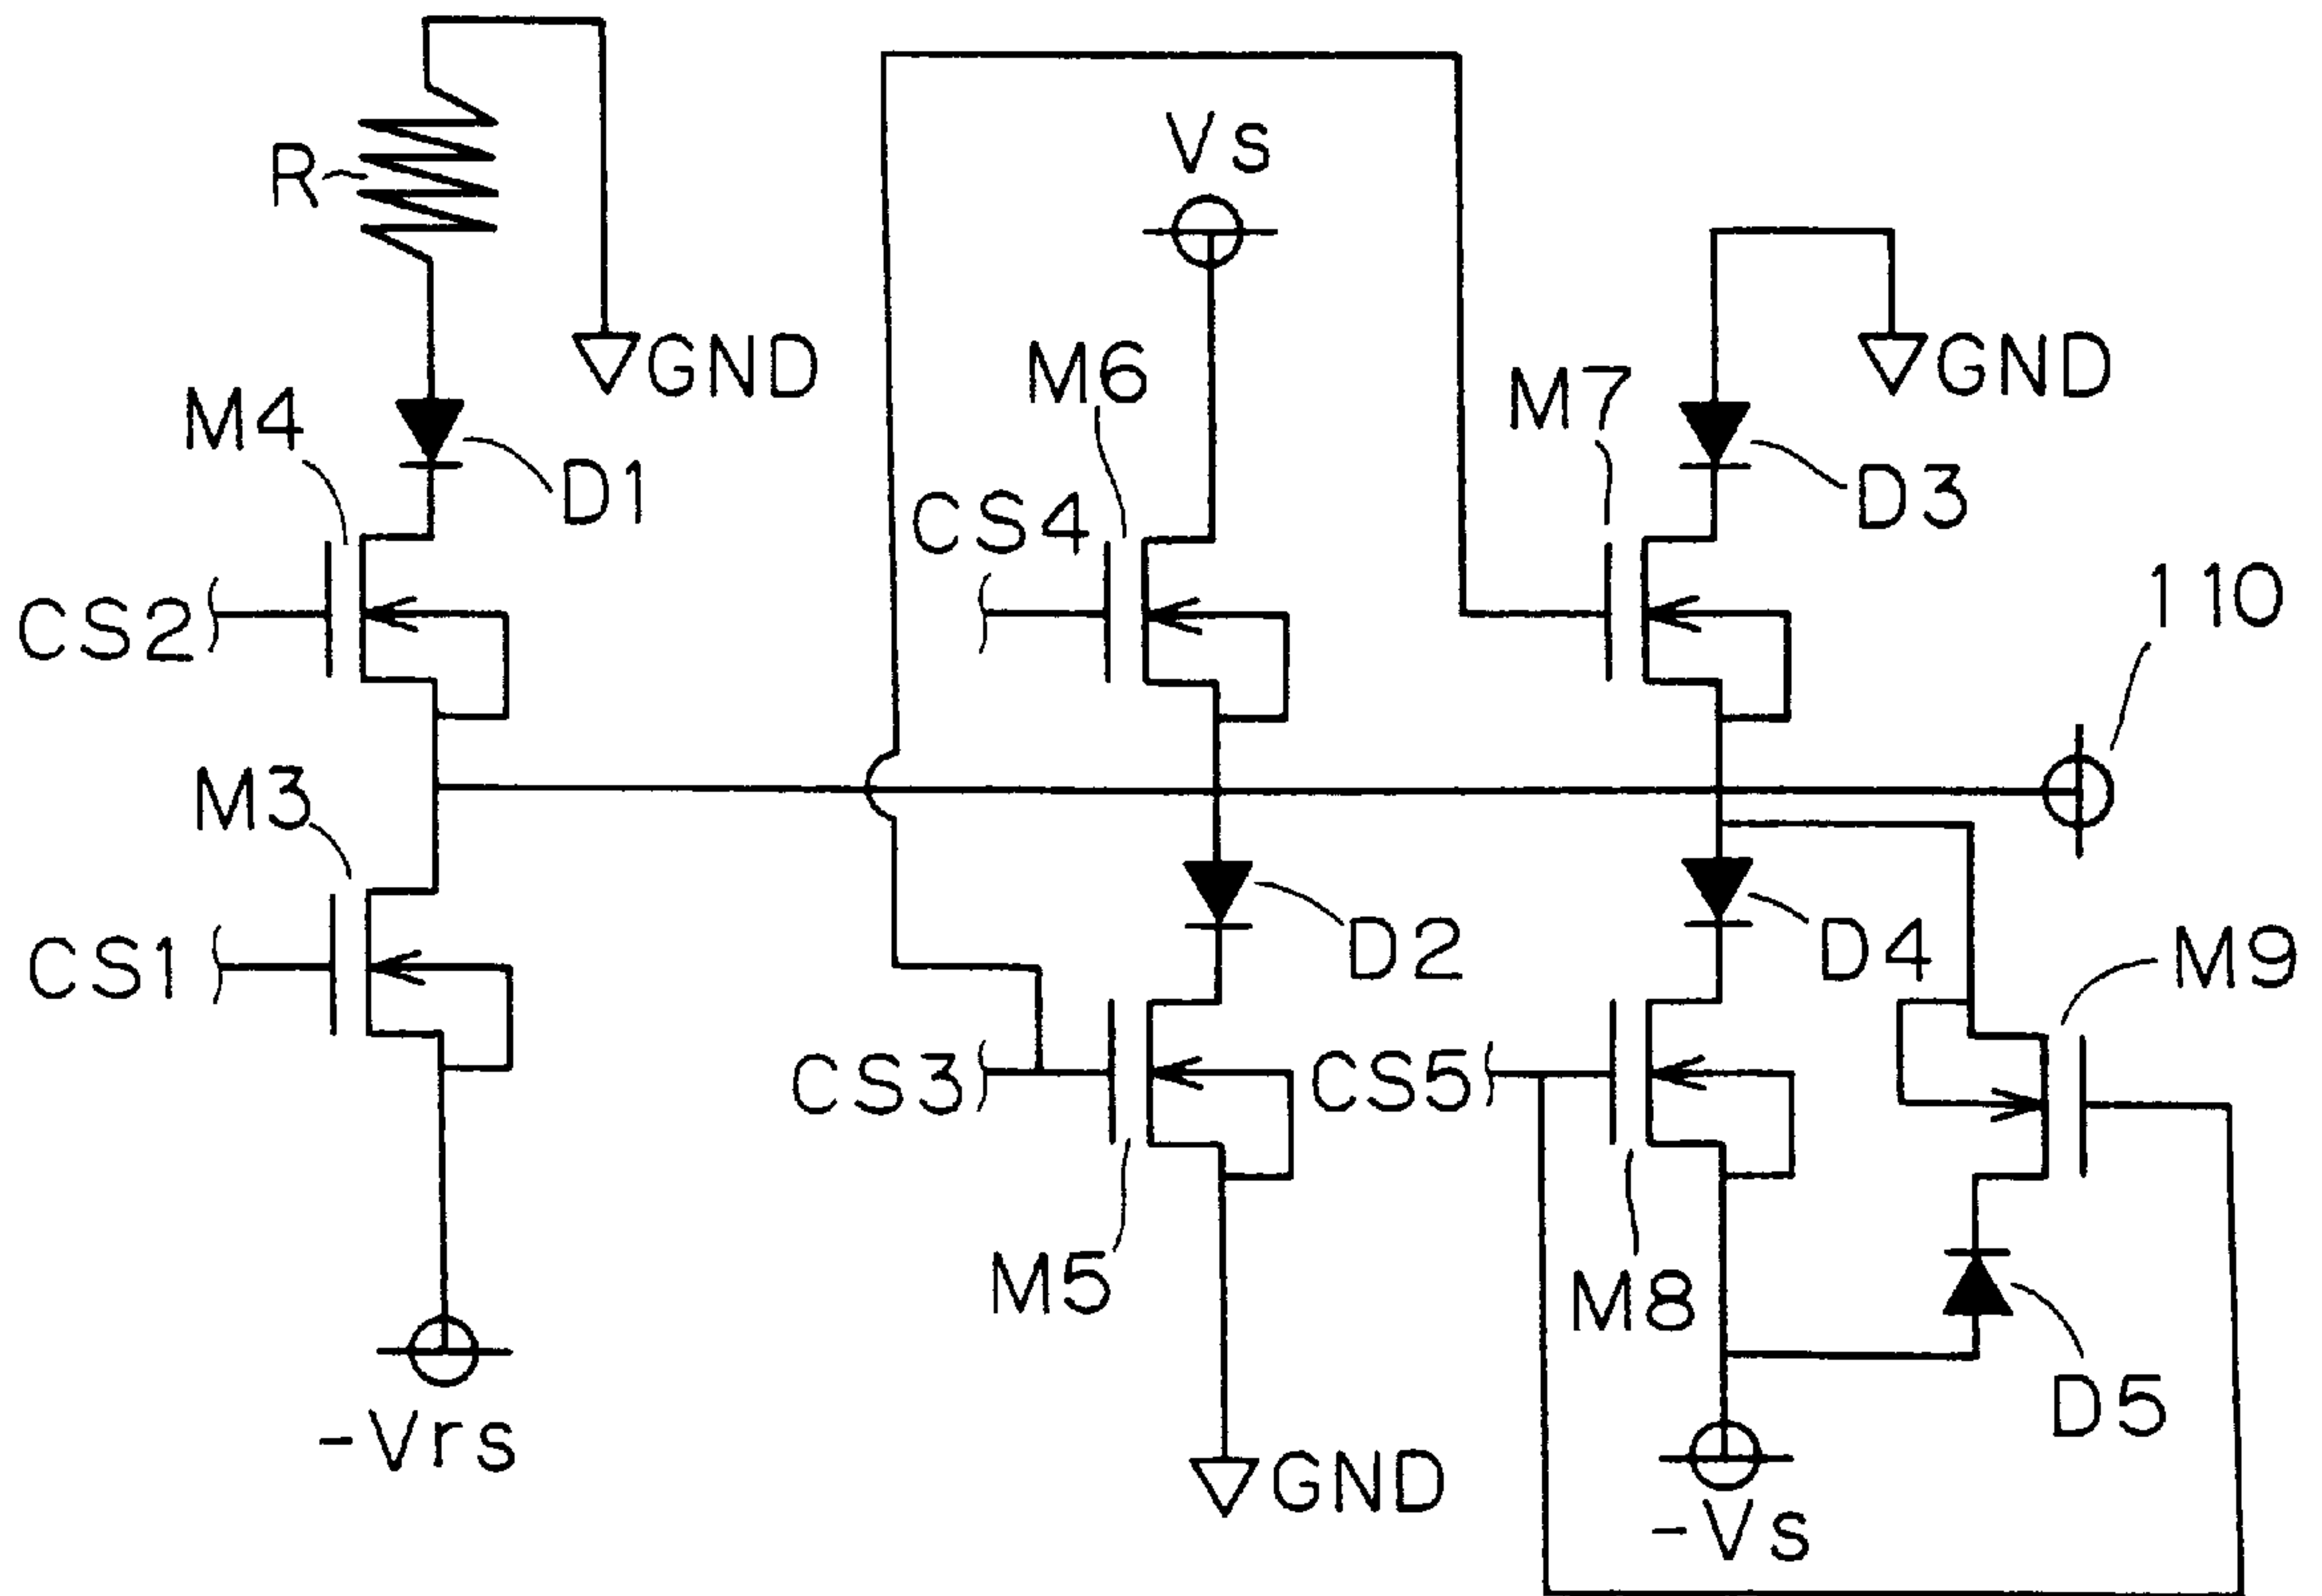 Vs
R
GND
M6
GND
M7
M4
D1
D3
CS4
110
CS2
M3
D2
D4
M9
CS1
CS3
CS5
M5
M8
D5
-Vrs
GND
-Vs